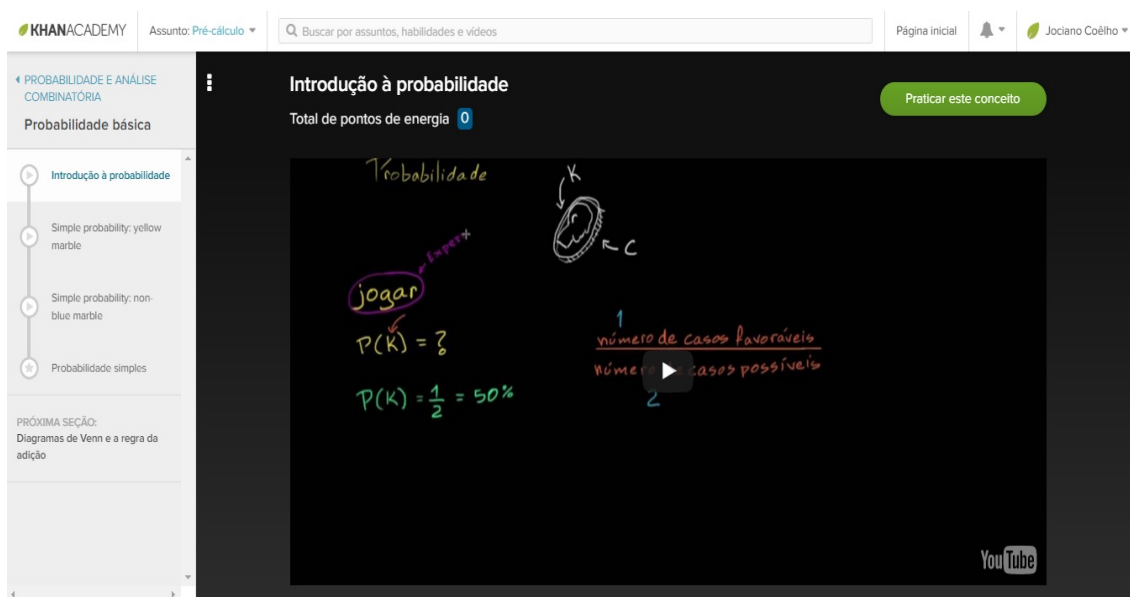 KHANACADEMY
Assunto: Pré-cálculo
Buscar por assuntos, habilidades e vídeos
Página inicial
Jociano Coêlho
PROBABILIDADE E ANÁLISE
COMBINATÓRIA
Probabilidade básica
Introdução à probabilidade
Simple probability: yellow
marble
Simple probability: non-
blue marble
Probabilidade simples
PRÓXIMA SEÇÃO:
Diagramas de Venn e a regra da
adição
Introdução à probabilidade
Total de pontos de energia 0
Praticar este conceito
Probabilidade
K
C
Exper
jogar
P(K) = ?
P(K) = 1/2 = 50%
1
número de casos favoráveis
casos possíveis
2
YouTube